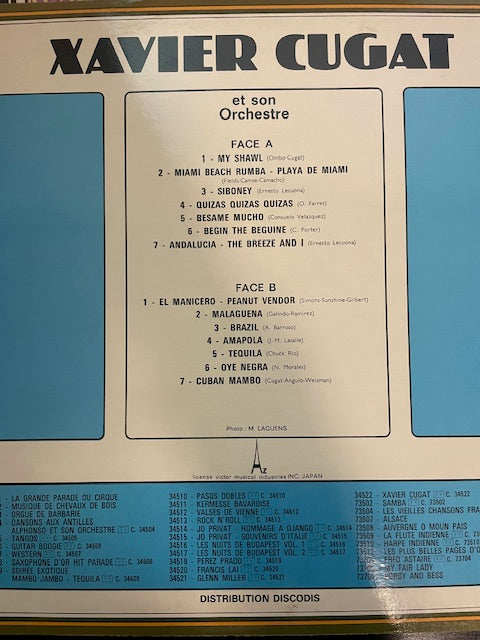 XAVIER CUGAT
et son
Orchestre
FACE A
1 - MY SHAWL (Ombo-Cugat)
2 - MIAMI BEACH RUMBA - PLAYA DE MIAMI
(Fields-Camse-Camacho)
3 - SIBONEY (Ernesto Lecuona)
4 - QUIZAS QUIZAS QUIZAS (O. Farres)
5 - BESAME MUCHO (Consuelo Velazquez)
6 - BEGIN THE BEGUINE (C. Porter)
7 - ANDALUCIA - THE BREEZE AND I (Ernesto Lecuona)
FACE B
1 - EL MANICERO - PEANUT VENDOR (Simons-Sunshine-Gilbert)
2 - MALAGUENA (Galindo-Ramirez)
3 - BRAZIL (A. Barroso)
4 - AMAPOLA (J.-M. Lacalle)
5 - TEQUILA (Chuck Rio)
6 - OYE NEGRA (N. Morales)
7 - CUBAN MAMBO (Cugat-Angulo-Weisman)
Photo : M. LAGUENS
Az
license victor musical industries INC. JAPAN
- LA GRANDE PARADE DU CIRQUE
- MUSIQUE DE CHEVAUX DE BOIS
- ORGUE DE BARBARIE
- DANSONS AUX ANTILLES
ALPHONSO ET SON ORCHESTRE C. 34504
- TANGOS C. 34505
- GUITAR BOOGIE C. 34506
- WESTERN C. 34507
- SAXOPHONE D'OR HIT PARADE C. 34508
- SOIRÉE EXOTIQUE
MAMBO JAMBO - TEQUILA C. 34509
34510 - PASOS DOBLES C. 34510
34511 - KERMESSE BAVAROISE
34512 - VALSES DE VIENNE C. 34512
34513 - ROCK N'ROLL C. 34513
34514 - JO PRIVAT - HOMMAGE A DJANGO C. 34514
34515 - JO PRIVAT - SOUVENIRS D'ITALIE C. 34515
34516 - LES NUITS DE BUDAPEST VOL. 1 C. 34516
34517 - LES NUITS DE BUDAPEST VOL. 2 C. 34517
34519 - PEREZ PRADO C. 34519
34520 - FRANCIS LAI C. 34520
34521 - GLENN MILLER C. 34521
34522 - XAVIER CUGAT C. 34522
73502 - SAMBA C. 73502
73504 - LES VIEILLES CHANSONS
73507 - ALSACE
73508 - AUVERGNE O MOUN PAIS
73509 - LA FLUTE INDIENNE C.
HARPE INDIENNE C.
LES PLUS BELLES PAGES
FRED ASTAIRE C. 73704
MY FAIR LADY
PORGY AND BESS
DISTRIBUTION DISCODIS